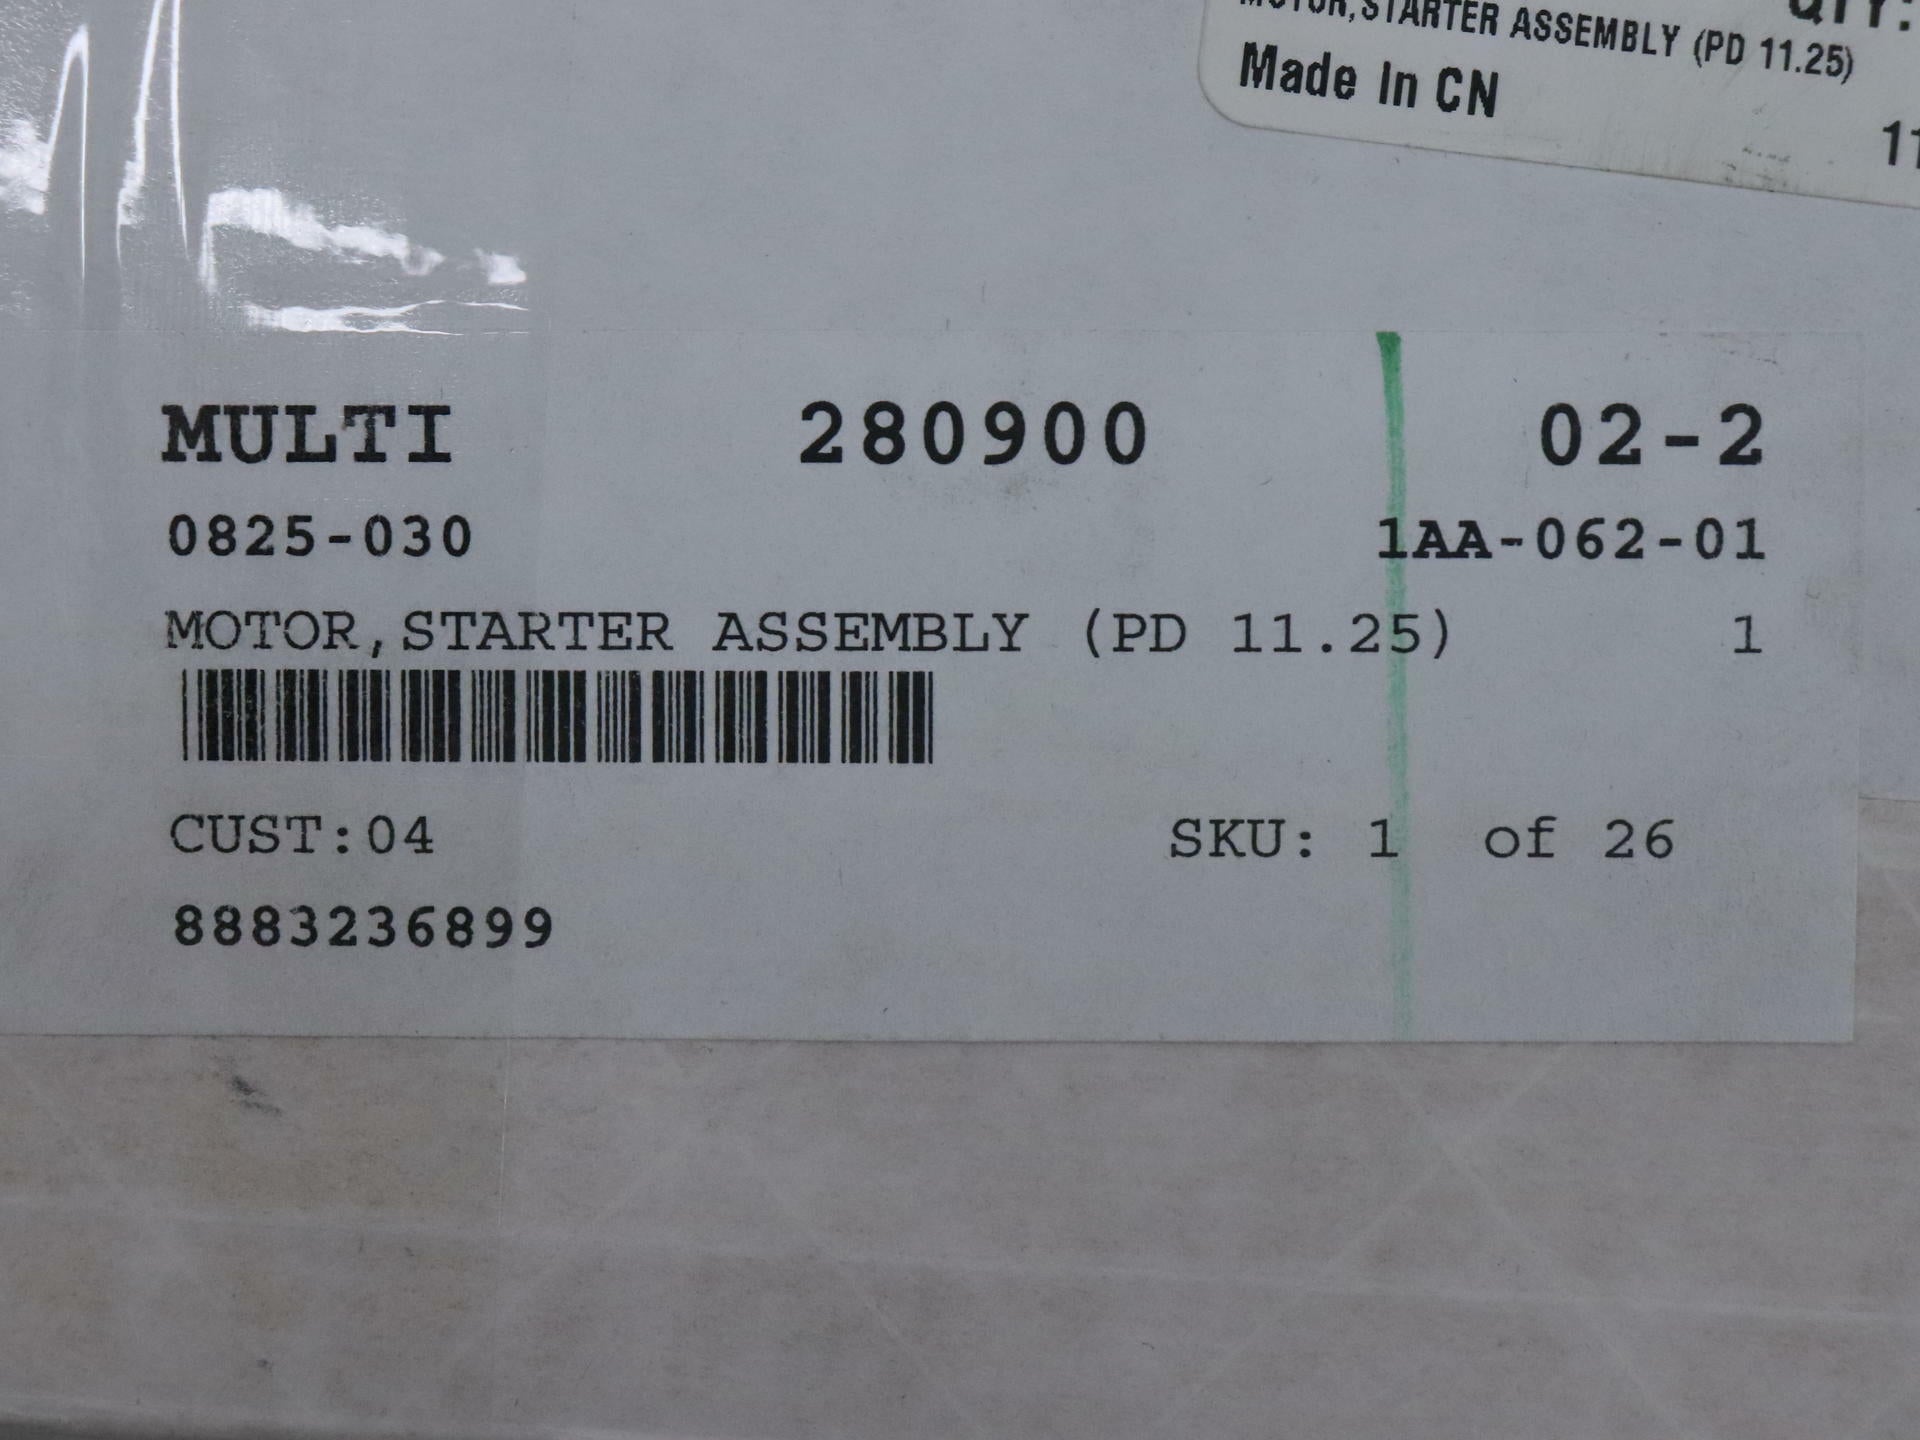 QTY:
MOTOR,STARTER ASSEMBLY (PD 11.25)
Made In CN
MULTI 280900 02-2
0825-030 1AA-062-01
MOTOR,STARTER ASSEMBLY (PD 11.25) 1
CUST:04 SKU: 1 of 26
8883236899